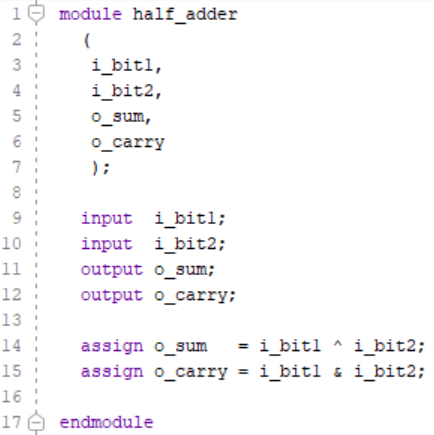 1 module half_adder
2 (
3 i_bit1,
4 i_bit2,
5 o_sum,
6 o_carry
7 );
8
9 input i_bit1;
10 input i_bit2;
11 output o_sum;
12 output o_carry;
13
14 assign o_sum = i_bit1 ^ i_bit2;
15 assign o_carry = i_bit1 & i_bit2;
16
17 endmodule